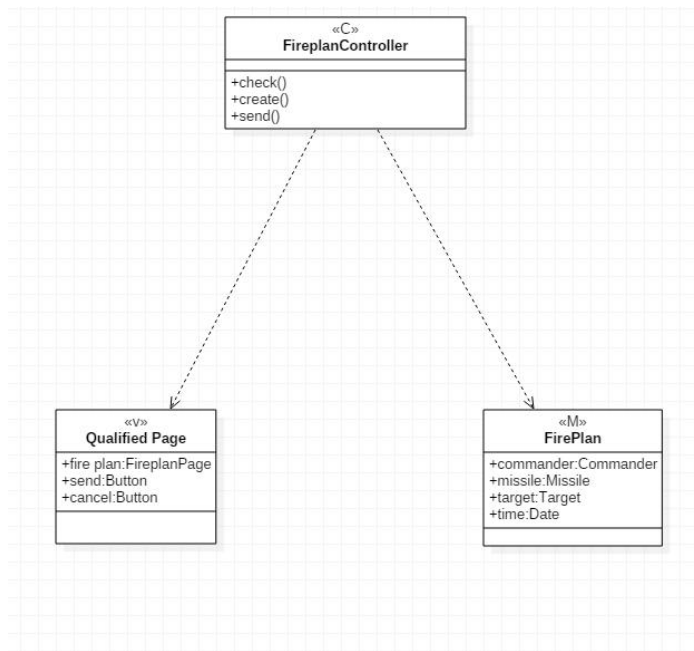 «C»
FireplanController
+check()
+create()
+send()
«v»
Qualified Page
+fire plan:FireplanPage
+send:Button
+cancel:Button
«M»
FirePlan
+commander:Commander
+missile:Missile
+target:Target
+time:Date